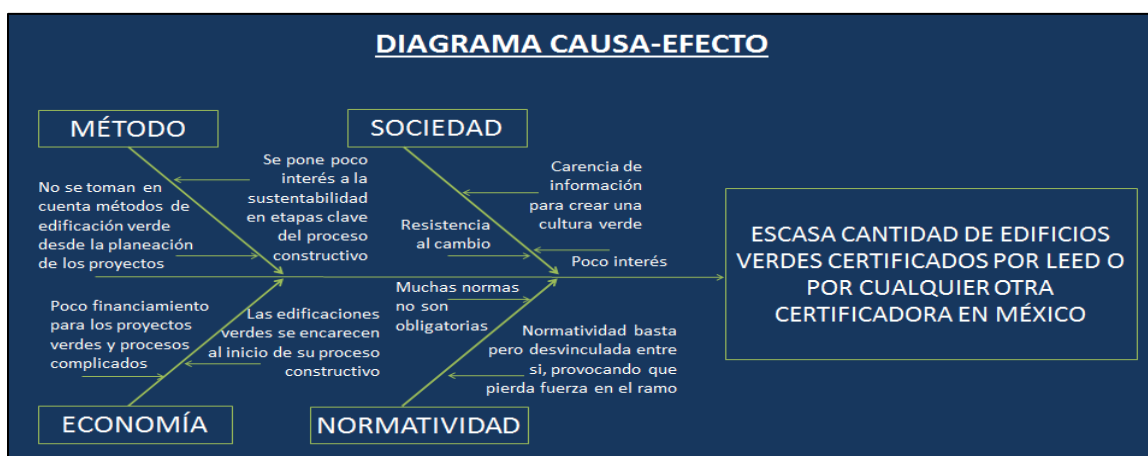 DIAGRAMA CAUSA-EFECTO
MÉTODO
SOCIEDAD
Se pone poco
interés a la
sustentabilidad
en etapas clave
del proceso
constructivo
No se toman en
cuenta métodos de
edificación verde
desde la planeación
de los proyectos
Carencia de
información
para crear una
cultura verde
Resistencia
al cambio
Poco interés
ESCASA CANTIDAD DE EDIFICIOS
VERDES CERTIFICADOS POR LEED O
POR CUALQUIER OTRA
CERTIFICADORA EN MÉXICO
Poco financiamiento
para los proyectos
verdes y procesos
complicados
Las edificaciones
verdes se encarecen
al inicio de su proceso
constructivo
Muchas normas
no son
obligatorias
Normatividad basta
pero desvinculada entre
si, provocando que
pierda fuerza en el ramo
ECONOMÍA
NORMATIVIDAD